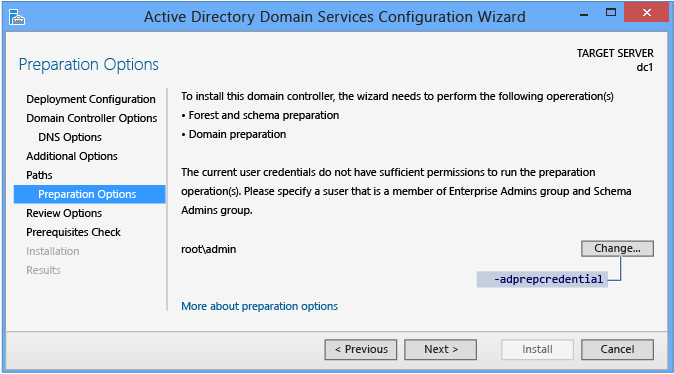 Active Directory Domain Services Configuration Wizard
Preparation Options
TARGET SERVER
dc1
Deployment Configuration
Domain Controller Options
DNS Options
Additional Options
Paths
Preparation Options
Review Options
Prerequisites Check
Installation
Results
To install this domain controller, the wizard needs to perform the following opereration(s)
• Forest and schema preparation
• Domain preparation
The current user credentials do not have sufficient permissions to run the preparation
operation(s). Please specify a suser that is a member of Enterprise Admins group and Schema
Admins group.
root\admin
Change...
-adprepcredential
More about preparation options
< Previous
Next >
Install
Cancel